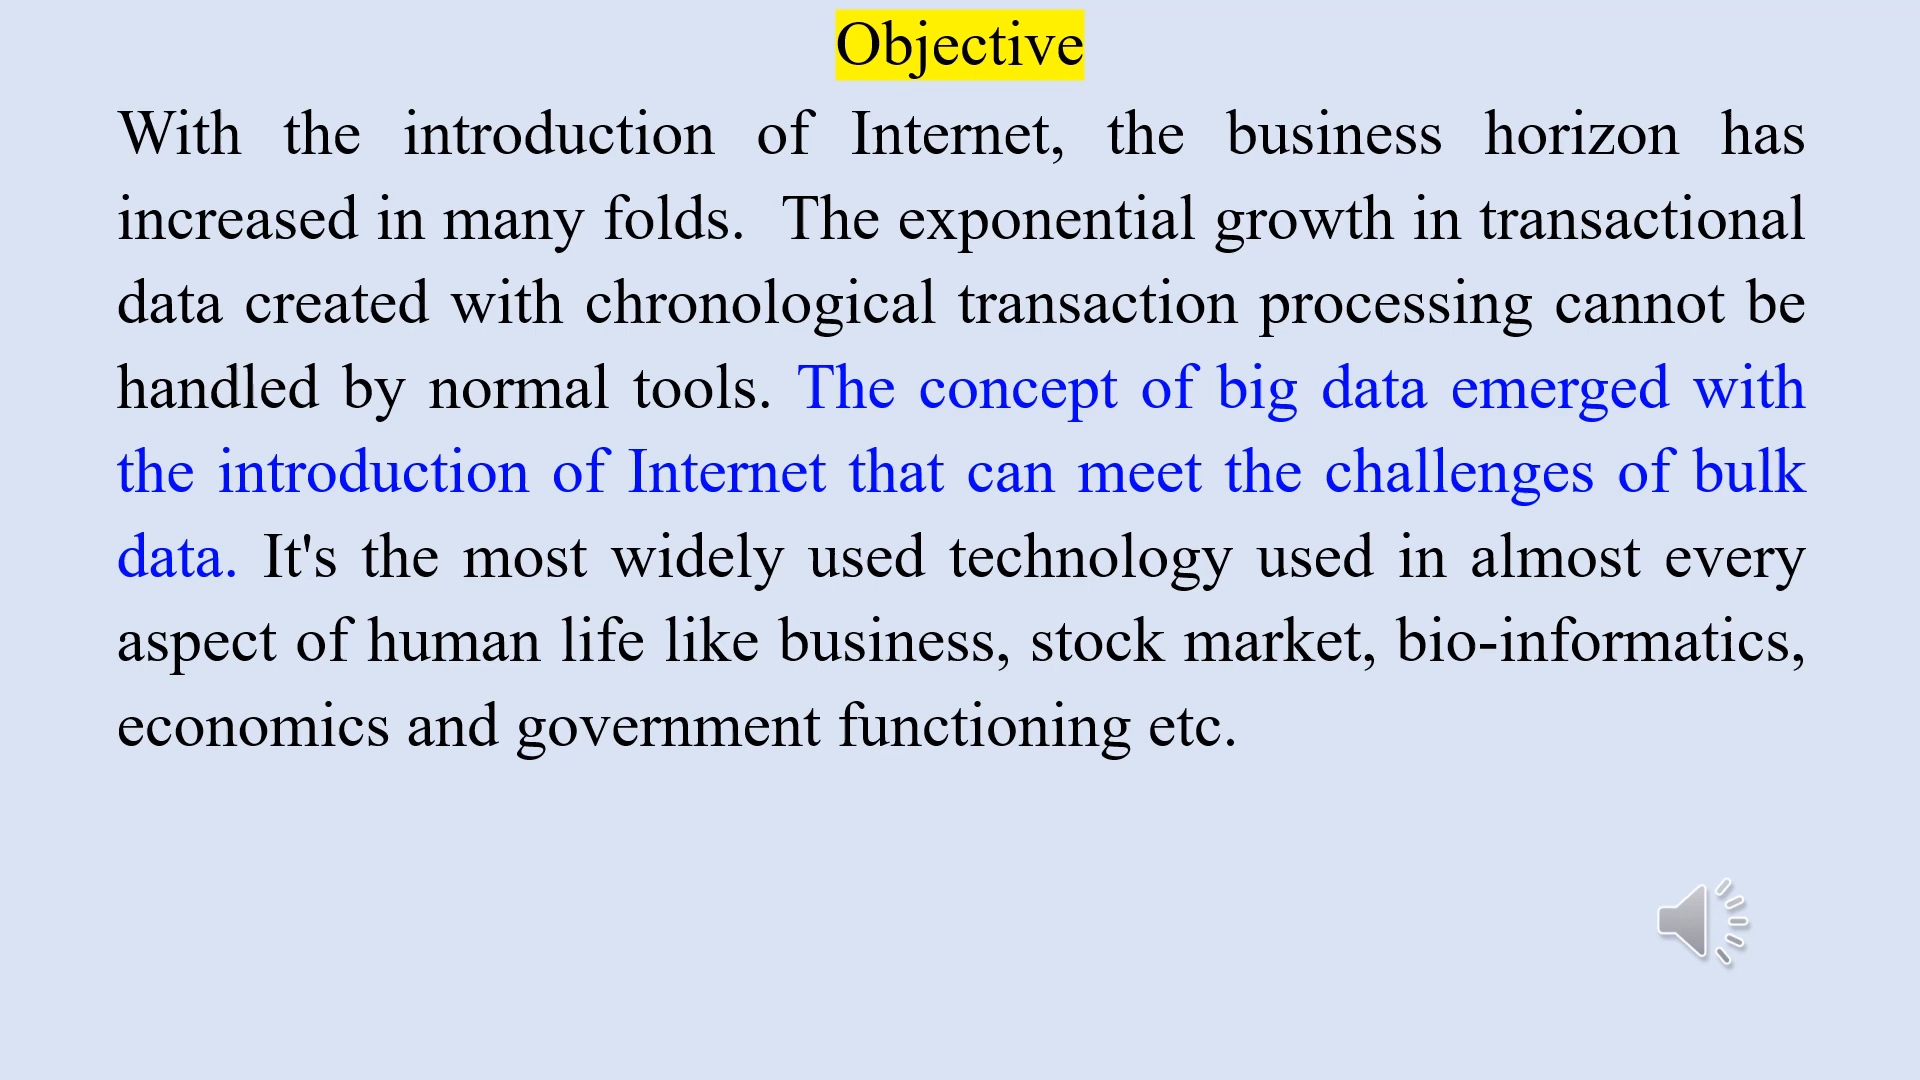 Objective
With the introduction of Internet, the business horizon has
increased in many folds.  The exponential growth in transactional
data created with chronological transaction processing cannot be
handled by normal tools. The concept of big data emerged with
the introduction of Internet that can meet the challenges of bulk
data. It's the most widely used technology used in almost every
aspect of human life like business, stock market, bio-informatics,
economics and government functioning etc.